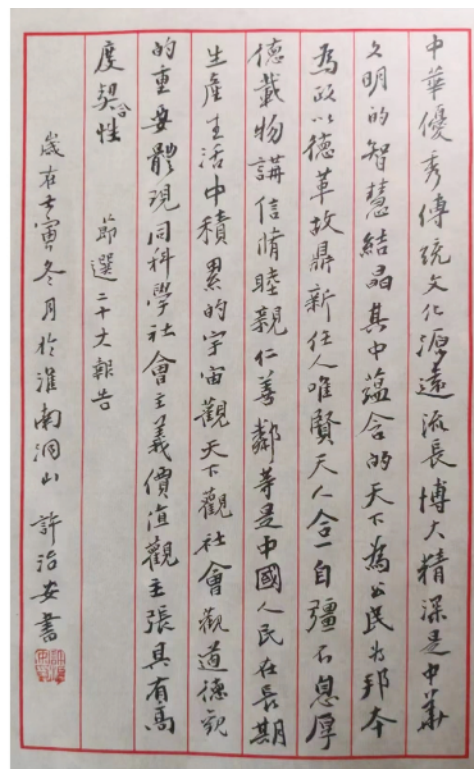 中華優秀傳統文化源遠流長博大精深是中華
文明的智慧結晶其中蕴含的天下為公民为邦本
為政以德革故鼎新任人唯賢天人合一自彊不息厚
德載物講信脩睦親仁善鄰等是中國人民在長期
生產生活中積累的宇宙觀天下觀社會觀道德觀
的重要體現同科學社會主義價值觀主張具有高
度契合性 節選二十大報告
歲在壬寅冬月於淮南洞山 許治安書